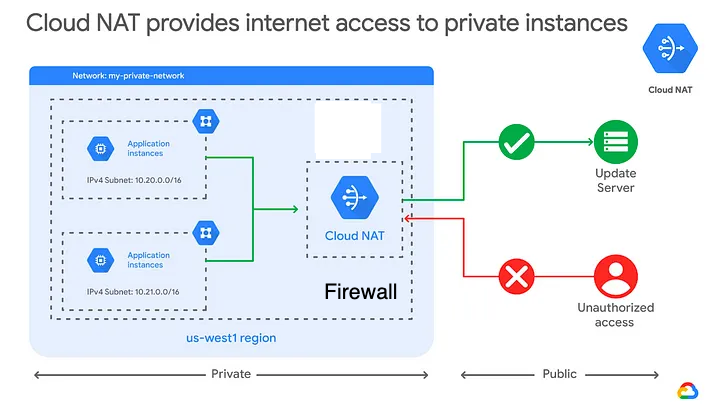 Cloud NAT provides internet access to private instances
Cloud NAT
Network: my-private-network
Application
instances
IPv4 Subnet: 10.20.0.0/16
Application
instances
IPv4 Subnet: 10.21.0.0/16
Cloud NAT
Firewall
us-west1 region
Update
Server
Unauthorized
access
Private
Public